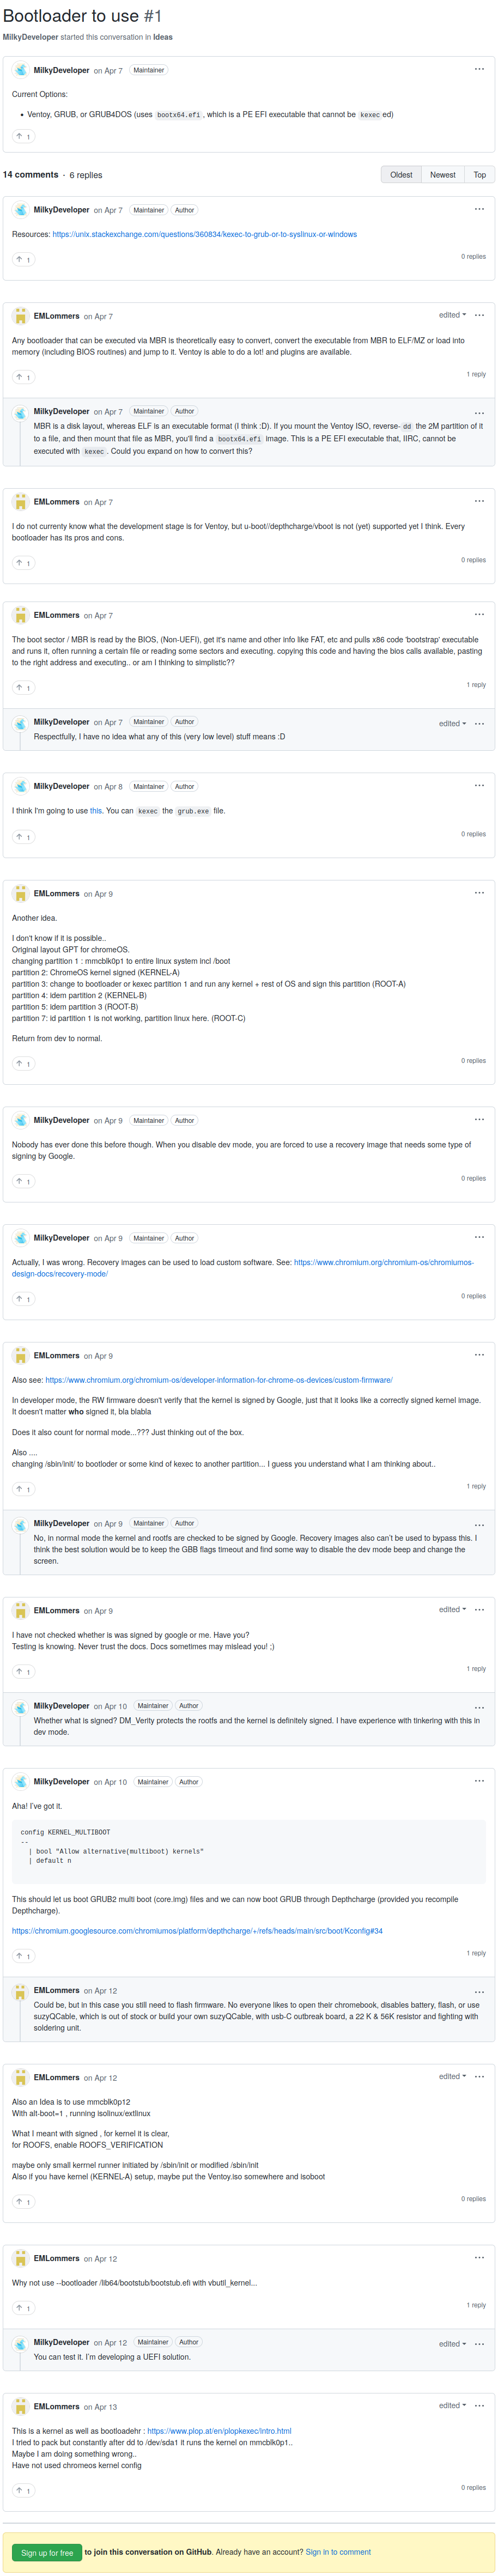 Bootloader to use #1
MilkyDeveloper started this conversation in Ideas
MilkyDeveloper on Apr 7 Maintainer
Current Options:
• Ventoy, GRUB, or GRUB4DOS (uses bootx64.efi , which is a PE EFI executable that cannot be kexec ed)
↑ 1
14 comments · 6 replies
Oldest Newest Top
MilkyDeveloper on Apr 7 Maintainer Author
Resources: https://unix.stackexchange.com/questions/360834/kexec-to-grub-or-to-syslinux-or-windows
↑ 1
0 replies
EMLommers on Apr 7
edited
Any bootloader that can be executed via MBR is theoretically easy to convert, convert the executable from MBR to ELF/MZ or load into
memory (including BIOS routines) and jump to it. Ventoy is able to do a lot! and plugins are available.
↑ 1
1 reply
MilkyDeveloper on Apr 7 Maintainer Author
MBR is a disk layout, whereas ELF is an executable format (I think :D). If you mount the Ventoy ISO, reverse- dd the 2M partition of it
to a file, and then mount that file as MBR, you'll find a bootx64.efi image. This is a PE EFI executable that, IIRC, cannot be
executed with kexec . Could you expand on how to convert this?
EMLommers on Apr 7
I do not currenty know what the development stage is for Ventoy, but u-boot//depthcharge/vboot is not (yet) supported yet I think. Every
bootloader has its pros and cons.
↑ 1
0 replies
EMLommers on Apr 7
The boot sector / MBR is read by the BIOS, (Non-UEFI), get it's name and other info like FAT, etc and pulls x86 code 'bootstrap' executable
and runs it, often running a certain file or reading some sectors and executing. copying this code and having the bios calls available, pasting
to the right address and executing.. or am I thinking to simplistic??
↑ 1
1 reply
MilkyDeveloper on Apr 7 Maintainer Author
edited
Respectfully, I have no idea what any of this (very low level) stuff means :D
MilkyDeveloper on Apr 8 Maintainer Author
I think I'm going to use this. You can kexec the grub.exe file.
↑ 1
0 replies
EMLommers on Apr 9
Another idea.
I don't know if it is possible..
Original layout GPT for chromeOS.
changing partition 1 : mmcblk0p1 to entire linux system incl /boot
partition 2: ChromeOS kernel signed (KERNEL-A)
partition 3: change to bootloader or kexec partition 1 and run any kernel + rest of OS and sign this partition (ROOT-A)
partition 4: idem partition 2 (KERNEL-B)
partition 5: idem partition 3 (ROOT-B)
partition 7: id partition 1 is not working, partition linux here. (ROOT-C)
Return from dev to normal.
↑ 1
0 replies
MilkyDeveloper on Apr 9 Maintainer Author
Nobody has ever done this before though. When you disable dev mode, you are forced to use a recovery image that needs some type of
signing by Google.
↑ 1
0 replies
MilkyDeveloper on Apr 9 Maintainer Author
Actually, I was wrong. Recovery images can be used to load custom software. See: https://www.chromium.org/chromium-os/chromiumos-
design-docs/recovery-mode/
↑ 1
0 replies
EMLommers on Apr 9
Also see: https://www.chromium.org/chromium-os/developer-information-for-chrome-os-devices/custom-firmware/
In developer mode, the RW firmware doesn't verify that the kernel is signed by Google, just that it looks like a correctly signed kernel image.
It doesn't matter who signed it, bla blabla
Does it also count for normal mode...??? Just thinking out of the box.
Also ....
changing /sbin/init/ to bootloder or some kind of kexec to another partition... I guess you understand what I am thinking about..
↑ 1
1 reply
MilkyDeveloper on Apr 9 Maintainer Author
No, in normal mode the kernel and rootfs are checked to be signed by Google. Recovery images also can't be used to bypass this. I
think the best solution would be to keep the GBB flags timeout and find some way to disable the dev mode beep and change the
screen.
EMLommers on Apr 9
edited
I have not checked whether is was signed by google or me. Have you?
Testing is knowing. Never trust the docs. Docs sometimes may mislead you! ;)
↑ 1
1 reply
MilkyDeveloper on Apr 10 Maintainer Author
Whether what is signed? DM_Verity protects the rootfs and the kernel is definitely signed. I have experience with tinkering with this in
dev mode.
MilkyDeveloper on Apr 10 Maintainer Author
Aha! I've got it.
config KERNEL_MULTIBOOT
--
| bool "Allow alternative(multiboot) kernels"
| default n
This should let us boot GRUB2 multi boot (core.img) files and we can now boot GRUB through Depthcharge (provided you recompile
Depthcharge).
https://chromium.googlesource.com/chromiumos/platform/depthcharge/+/refs/heads/main/src/boot/Kconfig#34
↑ 1
1 reply
EMLommers on Apr 12
Could be, but in this case you still need to flash firmware. No everyone likes to open their chromebook, disables battery, flash, or use
suzyQCable, which is out of stock or build your own suzyQCable, with usb-C outbreak board, a 22 K & 56K resistor and fighting with
soldering unit.
EMLommers on Apr 12
edited
Also an Idea is to use mmcblk0p12
With alt-boot=1 , running isolinux/extlinux
What I meant with signed , for kernel it is clear,
for ROOFS, enable ROOFS_VERIFICATION
maybe only small kermel runner initiated by /sbin/init or modified /sbin/init
Also if you have kernel (KERNEL-A) setup, maybe put the Ventoy.iso somewhere and isoboot
↑ 1
0 replies
EMLommers on Apr 12
Why not use --bootloader /lib64/bootstub/bootstub.efi with vbutil_kernel...
↑ 1
1 reply
MilkyDeveloper on Apr 12 Maintainer Author
edited
You can test it. I'm developing a UEFI solution.
EMLommers on Apr 13
edited
This is a kernel as well as bootloadehr : https://www.plop.at/en/plopkexec/intro.html
I tried to pack but constantly after dd to /dev/sda1 it runs the kernel on mmcblk0p1..
Maybe I am doing something wrong..
Have not used chromeos kernel config
↑ 1
0 replies
Sign up for free to join this conversation on GitHub. Already have an account? Sign in to comment